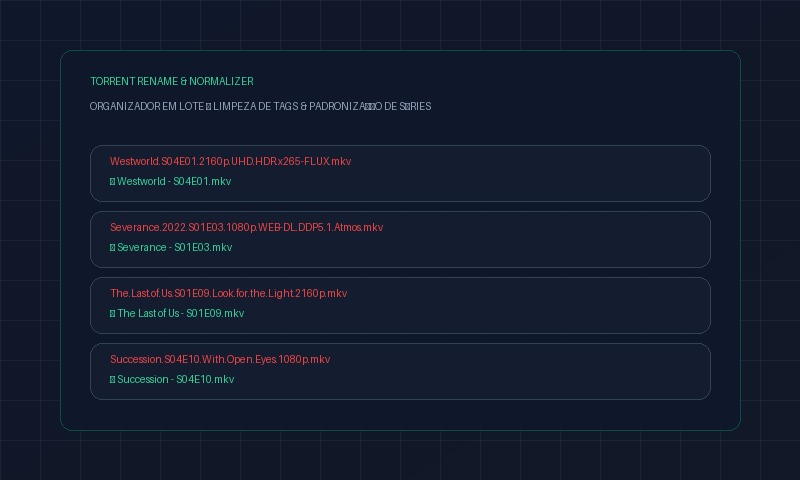 TORRENT RENAME & NORMALIZER
ORGANIZADOR EM LOTE LIMPEZA DE TAGS & PADRONIZA▯▯O DE S▯RIES
Westworld.S04E01.2160p.UHD.HDR.x265-FLUX.mkv
Westworld - S04E01.mkv
Severance.2022.S01E03.1080p.WEB-DL.DDP5.1.Atmos.mkv
Severance - S01E03.mkv
The.Last.of.Us.S01E09.Look.for.the.Light.2160p.mkv
The Last of Us - S01E09.mkv
Succession.S04E10.With.Open.Eyes.1080p.mkv
Succession - S04E10.mkv